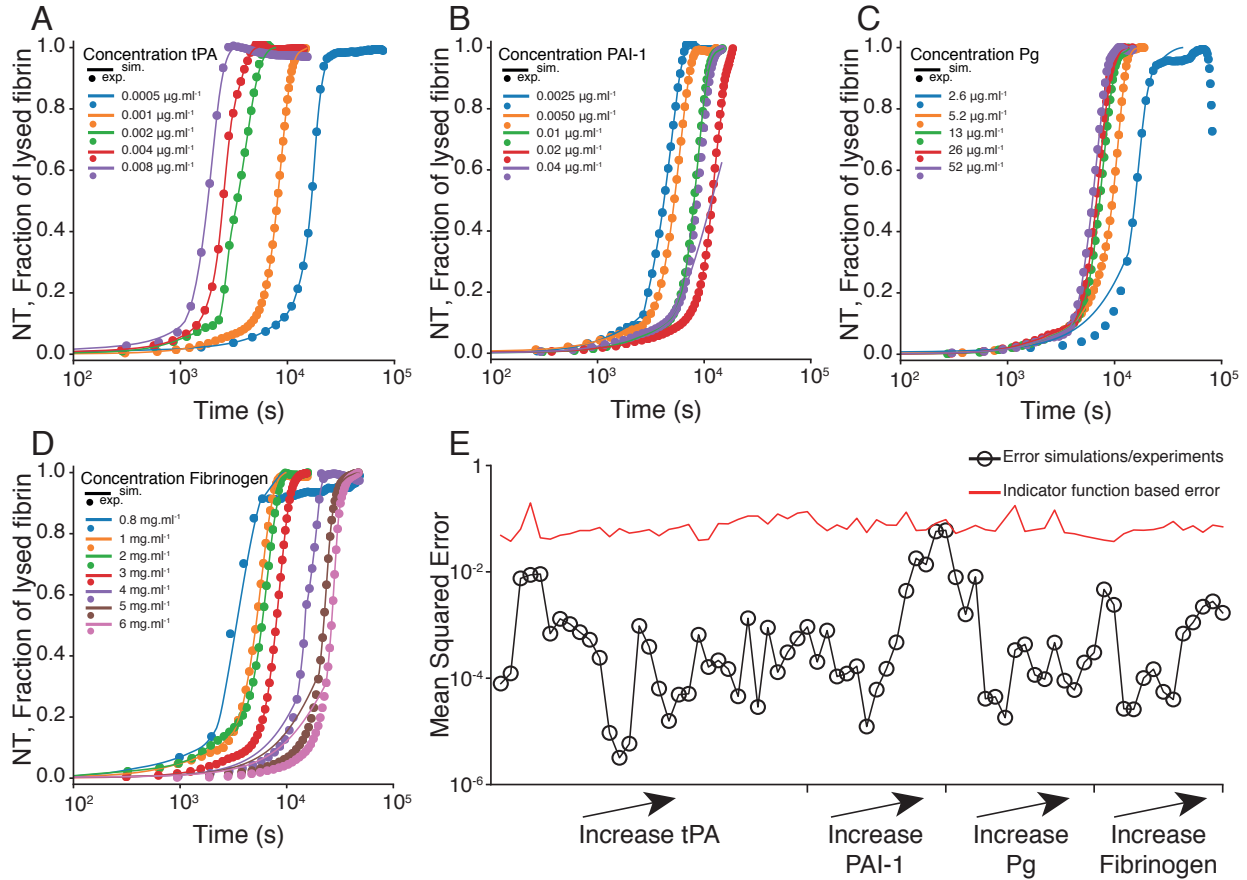 A
Concentration tPA
sim.
exp.
0.0005 µg.ml-1
0.001 µg.ml-1
0.002 µg.ml-1
0.004 µg.ml-1
0.008 µg.ml-1
NT, Fraction of lysed fibrin
1.0
0.8
0.6
0.4
0.2
0.0
10²
10³
10⁴
10⁵
Time (s)
B
Concentration PAI-1
sim.
exp.
0.0025 µg.ml-1
0.0050 µg.ml-1
0.01 µg.ml-1
0.02 µg.ml-1
0.04 µg.ml-1
NT, Fraction of lysed fibrin
1.0
0.8
0.6
0.4
0.2
0.0
10²
10³
10⁴
10⁵
Time (s)
C
Concentration Pg
sim.
exp.
2.6 µg.ml-1
5.2 µg.ml-1
13 µg.ml-1
26 µg.ml-1
52 µg.ml-1
NT, Fraction of lysed fibrin
1.0
0.8
0.6
0.4
0.2
0.0
10²
10³
10⁴
10⁵
Time (s)
D
Concentration Fibrinogen
sim.
exp.
0.8 mg.ml-1
1 mg.ml-1
2 mg.ml-1
3 mg.ml-1
4 mg.ml-1
5 mg.ml-1
6 mg.ml-1
NT, Fraction of lysed fibrin
1.0
0.8
0.6
0.4
0.2
0.0
10²
10³
10⁴
10⁵
Time (s)
E
Error simulations/experiments
Indicator function based error
Mean Squared Error
1
10⁻²
10⁻⁴
10⁻⁶
Increase tPA
Increase
PAI-1
Increase
Pg
Increase
Fibrinogen